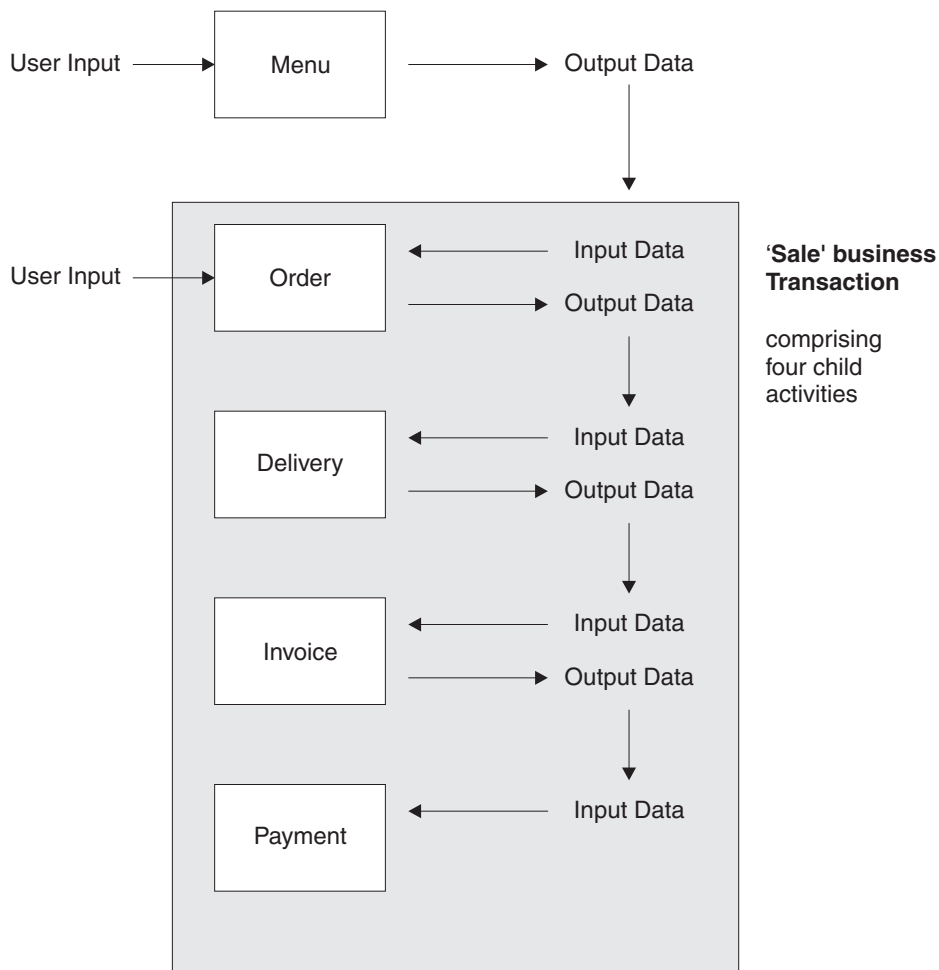 User Input
Menu
Output Data
Input Data
User Input
Order
Output Data
‘Sale' business
Transaction
comprising
four child
activities
Input Data
Delivery
Output Data
Input Data
Invoice
Output Data
Input Data
Payment